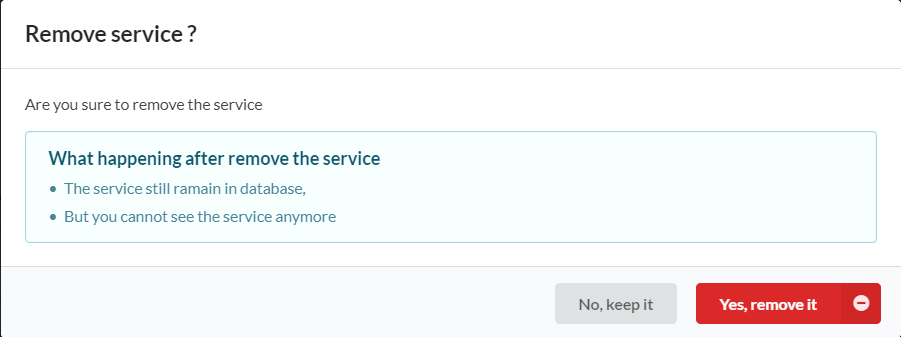 Remove service ?
Are you sure to remove the service
What happening after remove the service
• The service still ramain in database,
• But you cannot see the service anymore
No, keep it
Yes, remove it